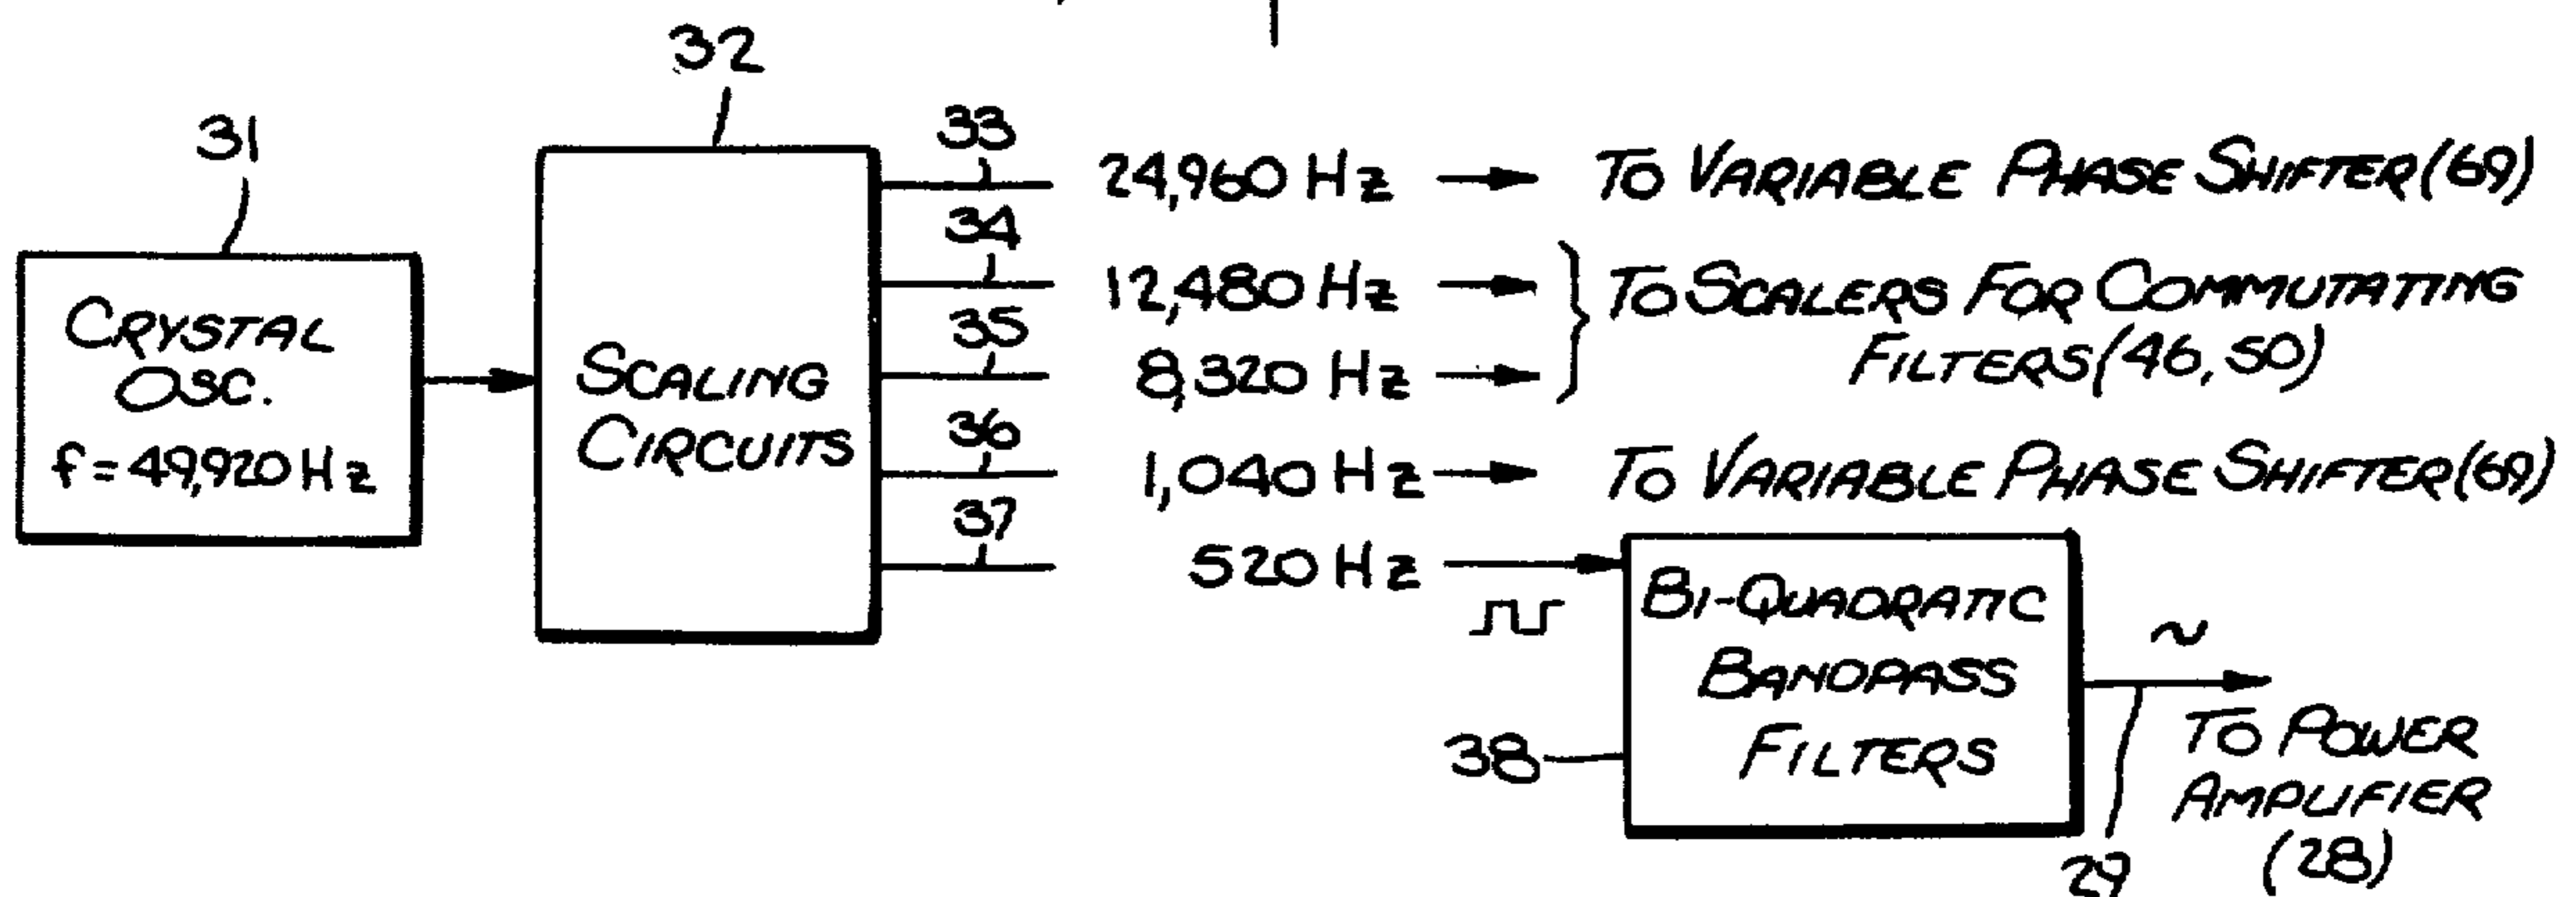 32
31
33
24,960 Hz TO VARIABLE PHASE SHIFTER (69)
34
12,480 Hz TO SCALERS FOR COMMUTATING
FILTERS (46, 50)
35
8,320 Hz
CRYSTAL
OSC.
f = 49,920 Hz
SCALING
CIRCUITS
36
1,040 Hz TO VARIABLE PHASE SHIFTER (69)
37
520 Hz
BI-QUADRATIC
BANDPASS
FILTERS
38
TO POWER
AMPLIFIER
(28)
29